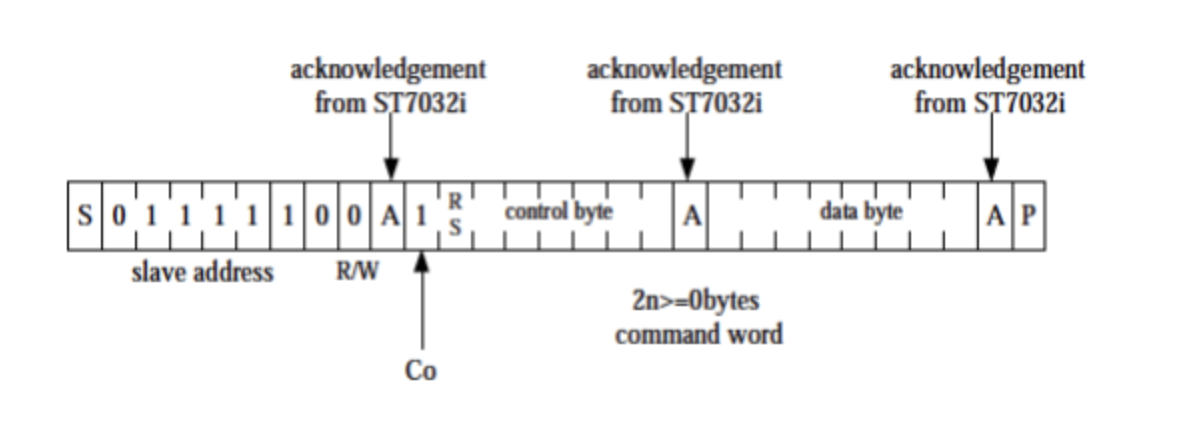 acknowledgement acknowledgement acknowledgement
from ST7032i from ST7032i from ST7032i
S 0 1 1 1 1 1 0 0 A 1 R S control byte A data byte A P
slave address R/W
2n>=0bytes
command word
Co